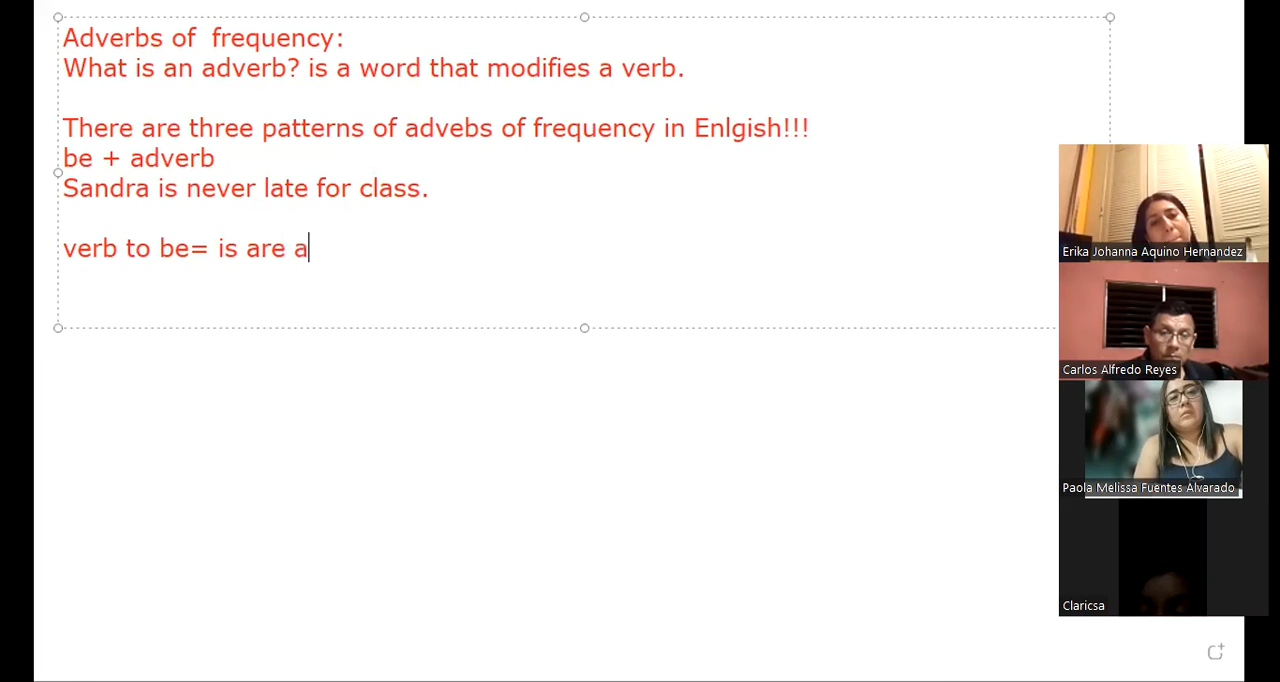 Adverbs of frequency:
What is an adverb? is a word that modifies a verb.
There are three patterns of advebs of frequency in Enlgish!!!
be + adverb
Sandra is never late for class.
verb to be= is are a
Erika Johanna Aquino Hernandez
Carlos Alfredo Reyes
Paola Melissa Fuentes Alvarado
Claricsa